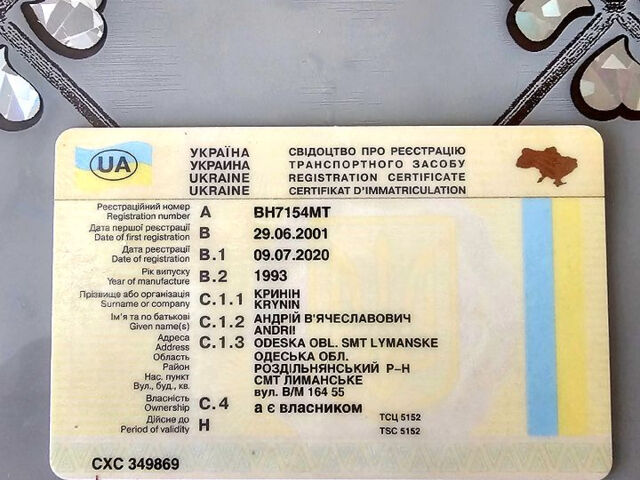 UA
УКРАЇНА
УКРАИНА
UKRAINE
UKRAINE
СВІДОЦТВО ПРО РЕЄСТРАЦІЮ
ТРАНСПОРТНОГО ЗАСОБУ
REGISTRATION CERTIFICATE
CERTIFIKAT D'IMMATRICULATION
Реєстраційний номер
Registration number A BH7154MT
Дата першої реєстрації
Date of first registration B 29.06.2001
Дата реєстрації
Date of registration B.1 09.07.2020
Рік випуску
Year of manufacture B.2 1993
Прізвище або організація C.1.1 КРИНІН
Surname or company KRYNIN
Ім'я та по батькові C.1.2 АНДРІЙ В'ЯЧЕСЛАВОВИЧ
Given name(s) ANDRII
Адреса C.1.3 ODESKA OBL. SMT LYMANSKE
Address
Область ОДЕСЬКА ОБЛ.
Район РОЗДІЛЬНЯНСЬКИЙ Р-Н
Нас. пункт СМТ ЛИМАНСЬКЕ
Вул., буд., кв. вул. В/М 164 55
Власність
Ownership C.4 а є власником
Дійсне до H ТСЦ 5152
Period of validity TSC 5152
СХС 349869